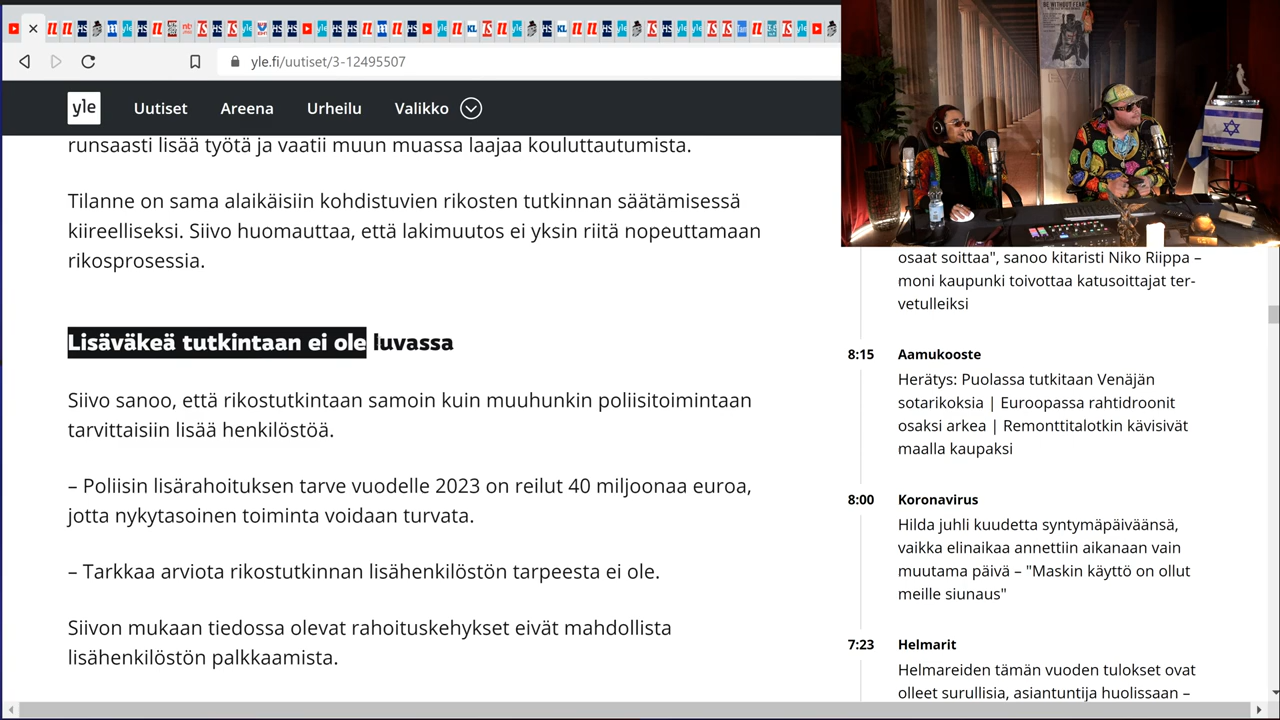 yle.fi/uutiset/3-12495507
yle
Uutiset
Areena
Urheilu
Valikko
runsaasti lisää työtä ja vaatii muun muassa laajaa kouluttautumista.
Tilanne on sama alaikäisiin kohdistuvien rikosten tutkinnan säätämisessä
kiireelliseksi. Siivo huomauttaa, että lakimuutos ei yksin riitä nopeuttamaan
rikosprosessia.
Lisäväkeä tutkintaan ei ole luvassa
Siivo sanoo, että rikostutkintaan samoin kuin muuhunkin poliisitoimintaan
tarvittaisiin lisää henkilöstöä.
– Poliisin lisärahoituksen tarve vuodelle 2023 on reilut 40 miljoonaa euroa,
jotta nykytasoinen toiminta voidaan turvata.
– Tarkkaa arviota rikostutkinnan lisähenkilöstön tarpeesta ei ole.
Siivon mukaan tiedossa olevat rahoituskehykset eivät mahdollista
lisähenkilöstön palkkaamista.
BE WITHOUT FEAR
osaat soittaa", sanoo kitaristi Niko Riippa –
moni kaupunki toivottaa katusoittajat ter-
vetulleiksi
8:15 Aamukooste
Herätys: Puolassa tutkitaan Venäjän
sotarikoksia | Euroopassa rahtidroonit
osaksi arkea | Remonttitalotkin kävisivät
maalla kaupaksi
8:00 Koronavirus
Hilda juhli kuudetta syntymäpäiväänsä,
vaikka elinaikaa annettiin aikanaan vain
muutama päivä – "Maskin käyttö on ollut
meille siunaus"
7:23 Helmarit
Helmareiden tämän vuoden tulokset ovat
olleet surullisia, asiantuntija huolissaan –